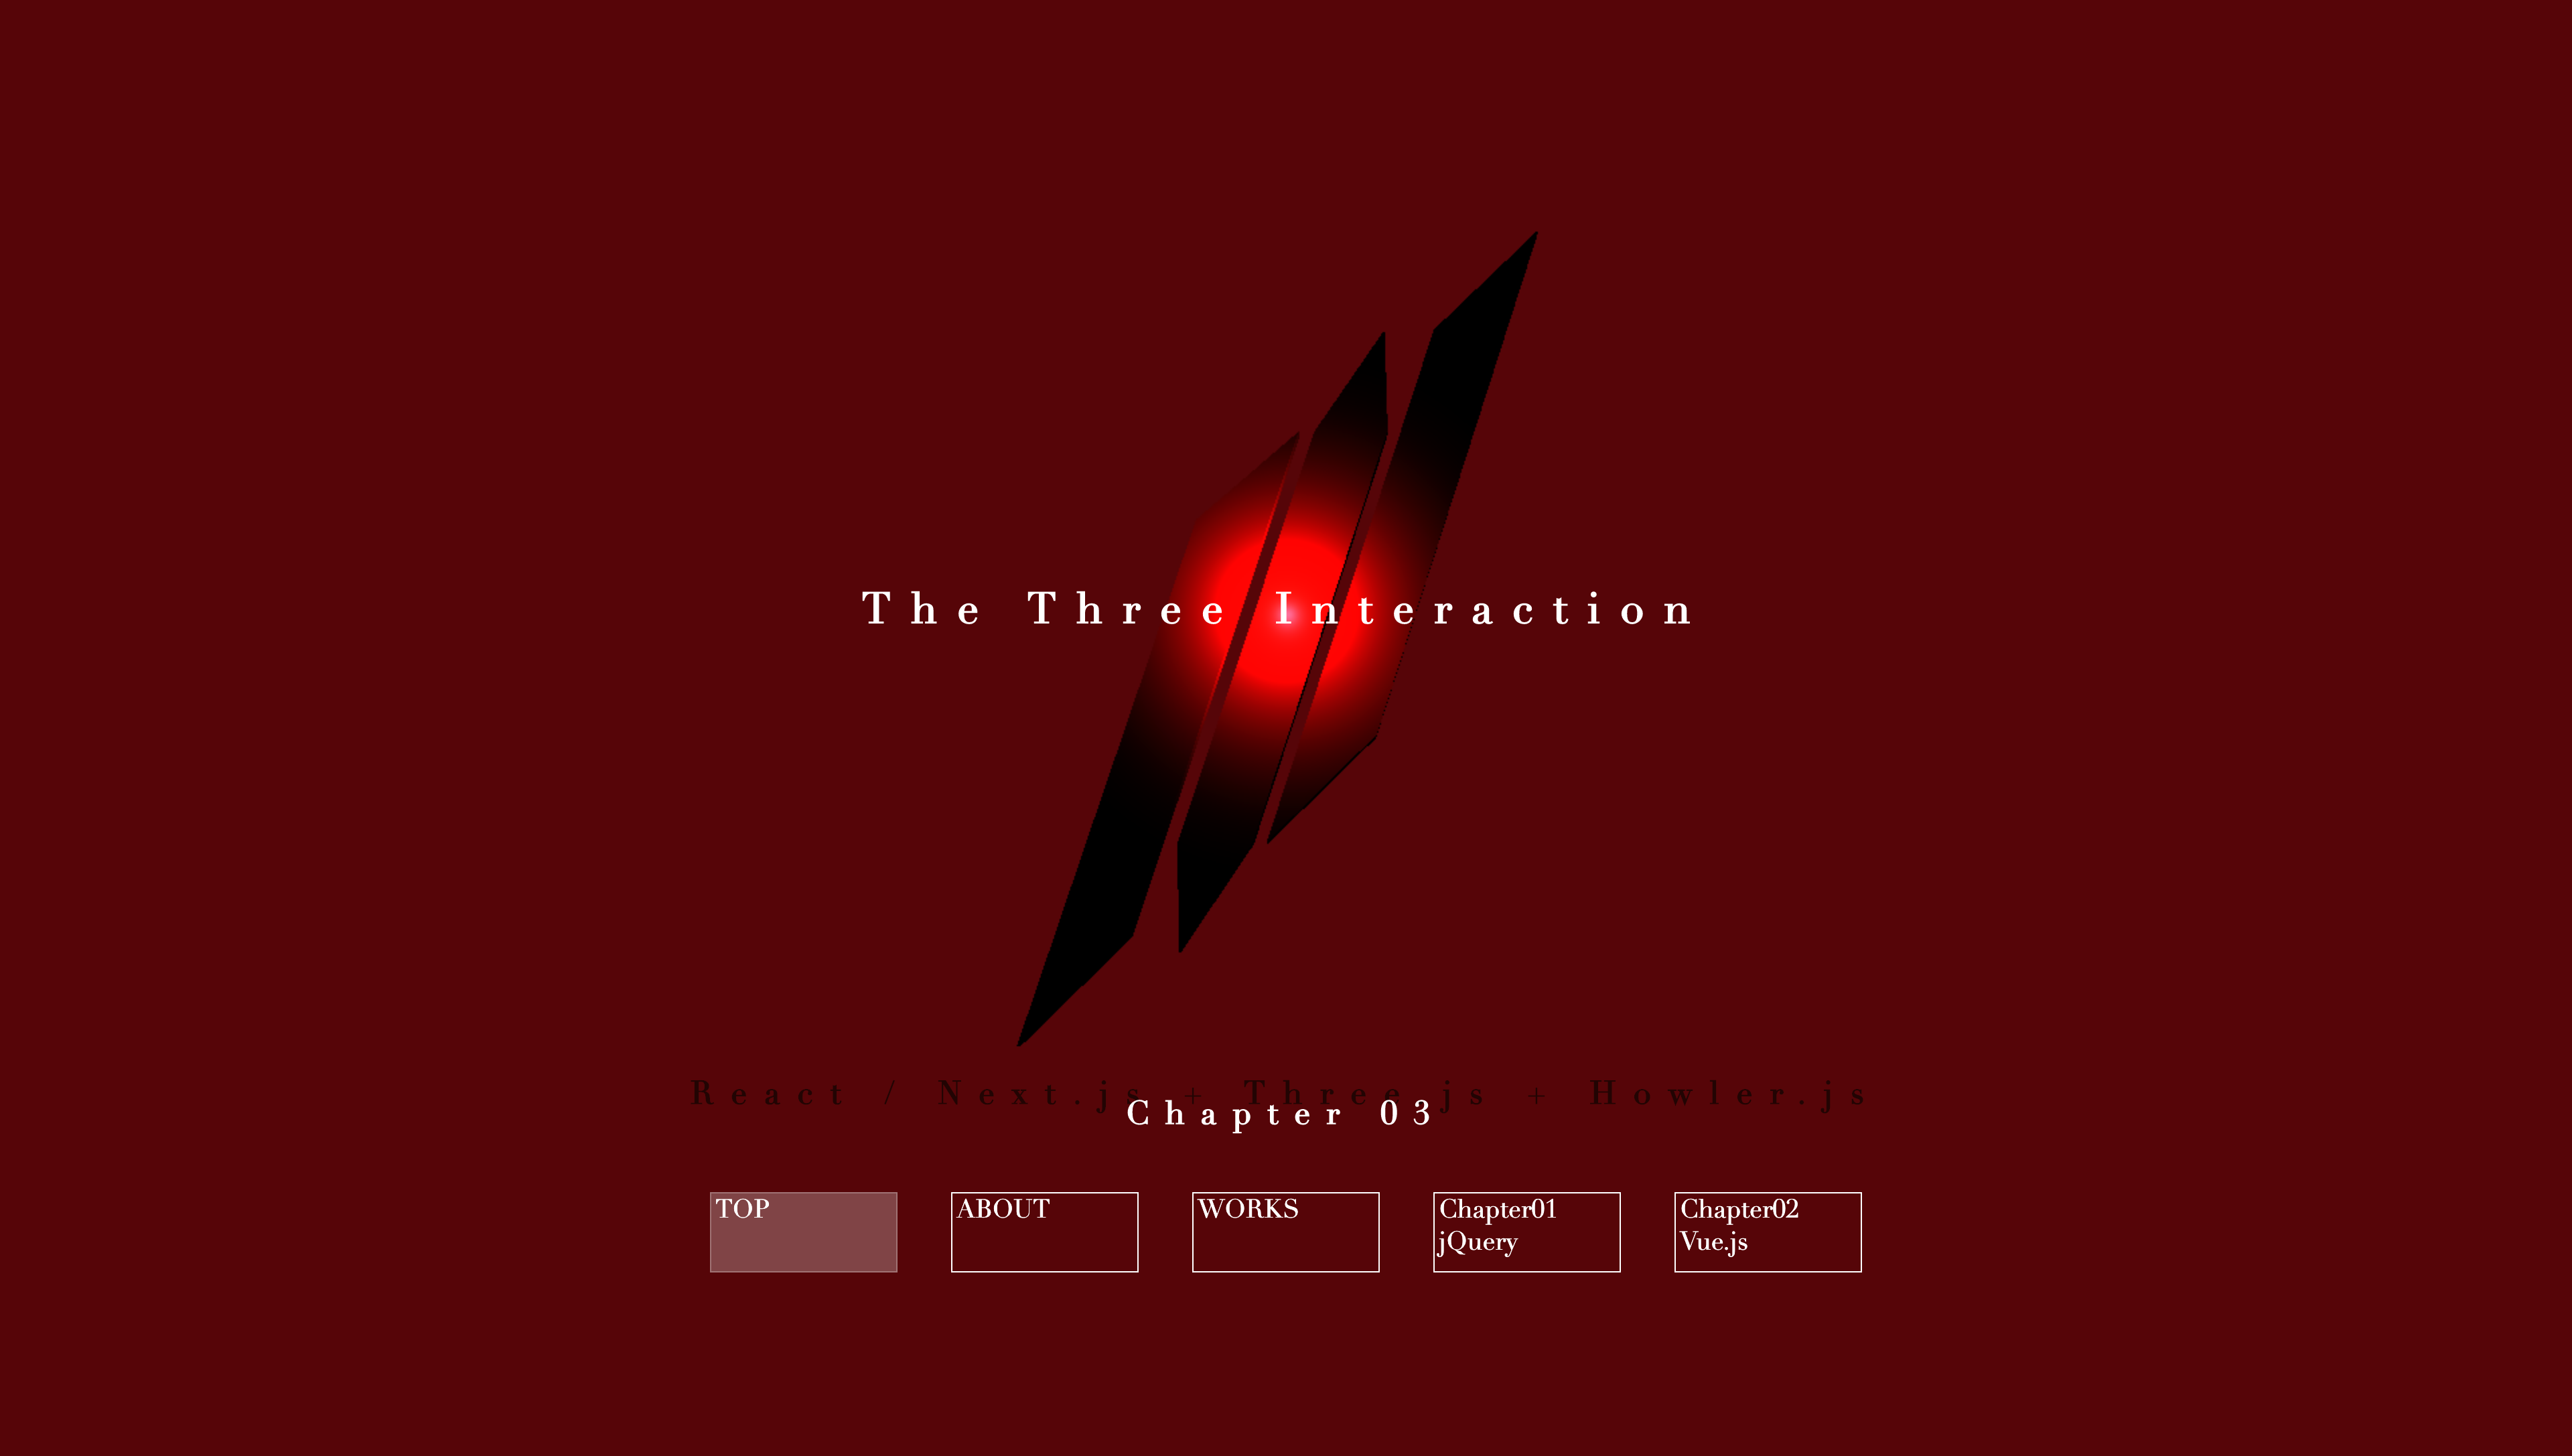 The Three Interaction
React / Next.js + Three.js + Howler.js
Chapter 03
TOP
ABOUT
WORKS
Chapter01
jQuery
Chapter02
Vue.js